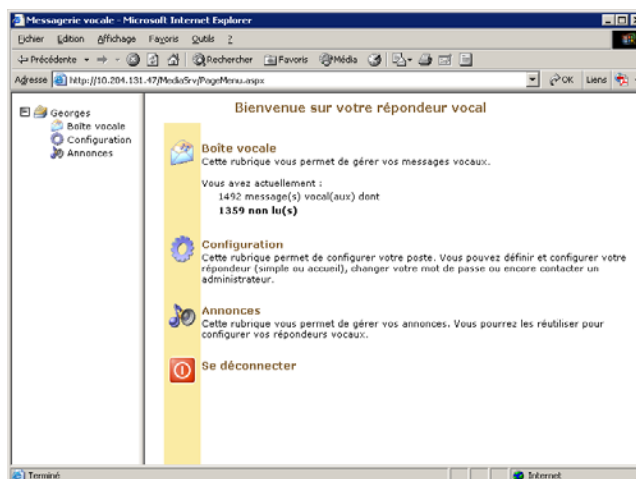 Messagerie vocale - Microsoft Internet Explorer
Fichier Edition Affichage Favoris Outils ?
Précédente Rechercher Favoris Média
Adresse http://10.204.131.47/MediaSrv/PageMenu.aspx OK Liens
Georges
Boîte vocale
Configuration
Annonces
Bienvenue sur votre répondeur vocal
Boîte vocale
Cette rubrique vous permet de gérer vos messages vocaux.
Vous avez actuellement :
1492 message(s) vocal(aux) dont
1359 non lu(s)
Configuration
Cette rubrique permet de configurer votre poste. Vous pouvez définir et configurer votre
répondeur (simple ou accueil), changer votre mot de passe ou encore contacter un
administrateur.
Annonces
Cette rubrique vous permet de gérer vos annonces. Vous pourrez les réutiliser pour
configurer vos répondeurs vocaux.
Se déconnecter
Terminé Internet